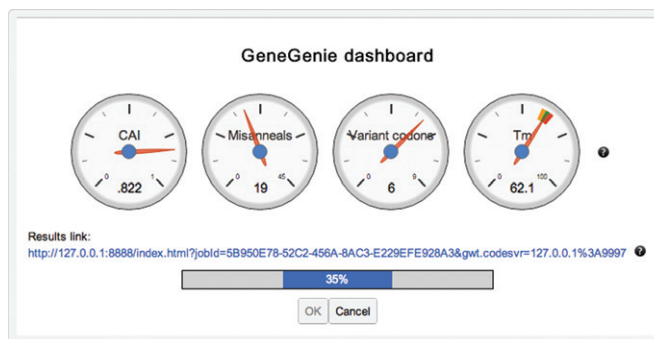 GeneGenie dashboard
CAI Misanneals Variant codons Tm
0 1 0 45 0 9 0 100
.822 19 6 62.1
?
Results link:
http://127.0.0.1:8888/index.html?jobId=5B950E78-52C2-456A-8AC3-E229EFE928A3&gwt.codesvr=127.0.0.1%3A9997 ?
35%
OK Cancel